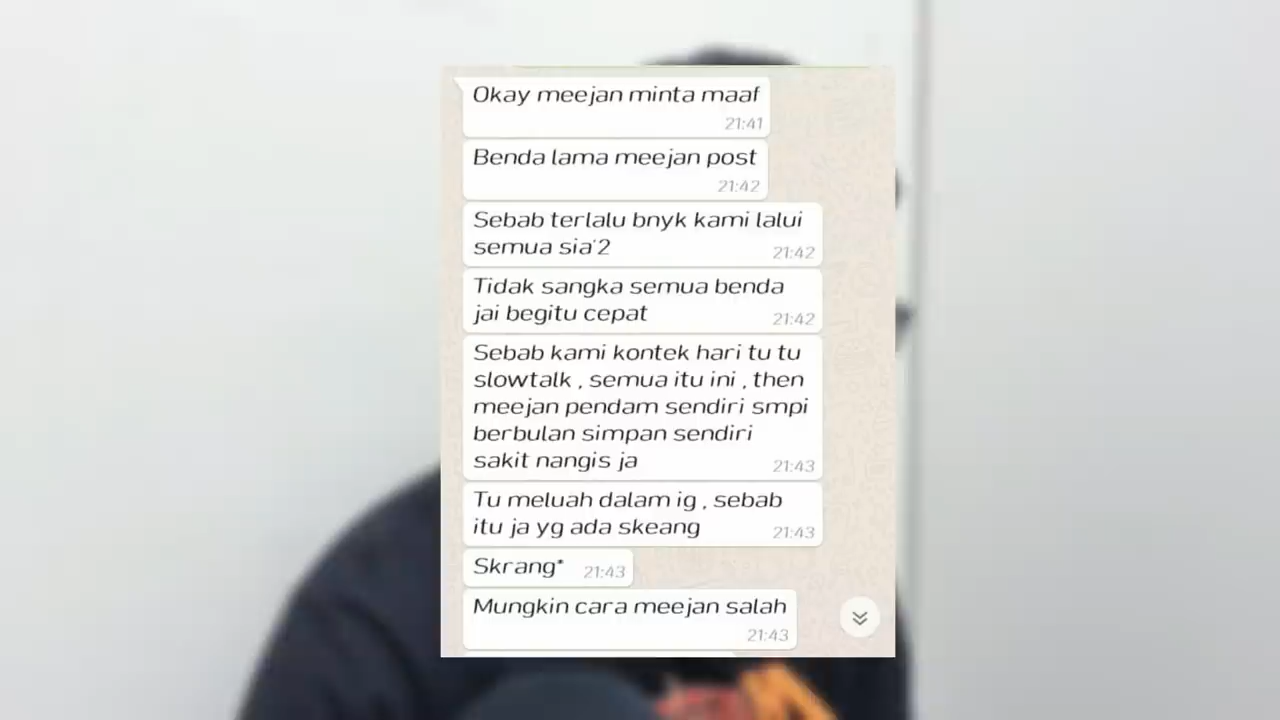 Okay meejan minta maaf
21:41
Benda lama meejan post
21:42
Sebab terlalu bnyk kami lalui
semua sia'2
21:42
Tidak sangka semua benda
jai begitu cepat
21:42
Sebab kami kontek hari tu tu
slowtalk , semua itu ini , then
meejan pendam sendiri smpi
berbulan simpan sendiri
sakit nangis ja
21:43
Tu meluah dalam ig , sebab
itu ja yg ada skeang
21:43
Skrang* 21:43
Mungkin cara meejan salah
21:43